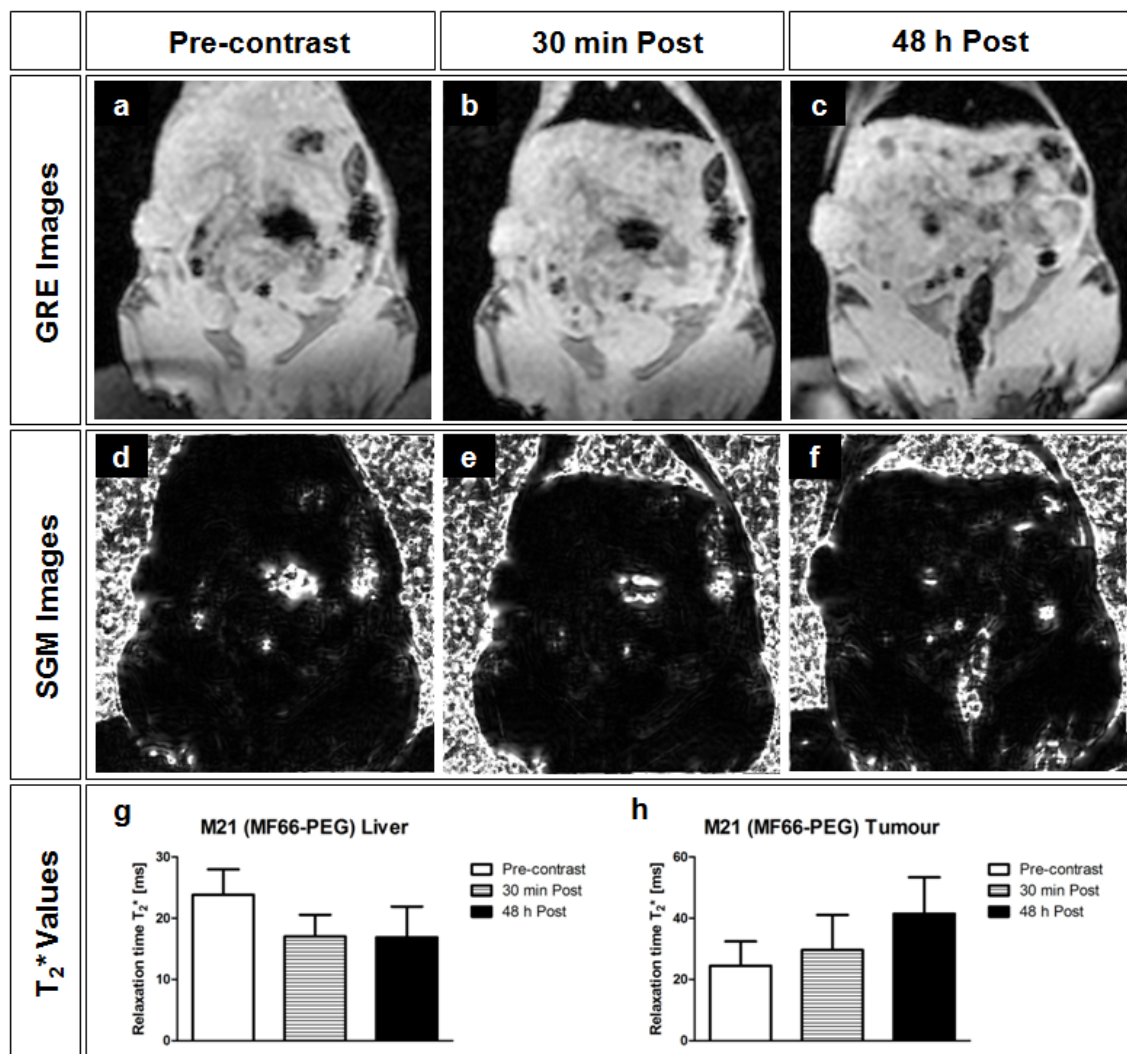 Pre-contrast
30 min Post
48 h Post
GRE Images
a
b
c
SGM Images
d
e
f
T2* Values
g
M21 (MF66-PEG) Liver
Relaxation time T2* [ms]
30
20
10
0
Pre-contrast
30 min Post
48 h Post
h
M21 (MF66-PEG) Tumour
Relaxation time T2* [ms]
60
40
20
0
Pre-contrast
30 min Post
48 h Post